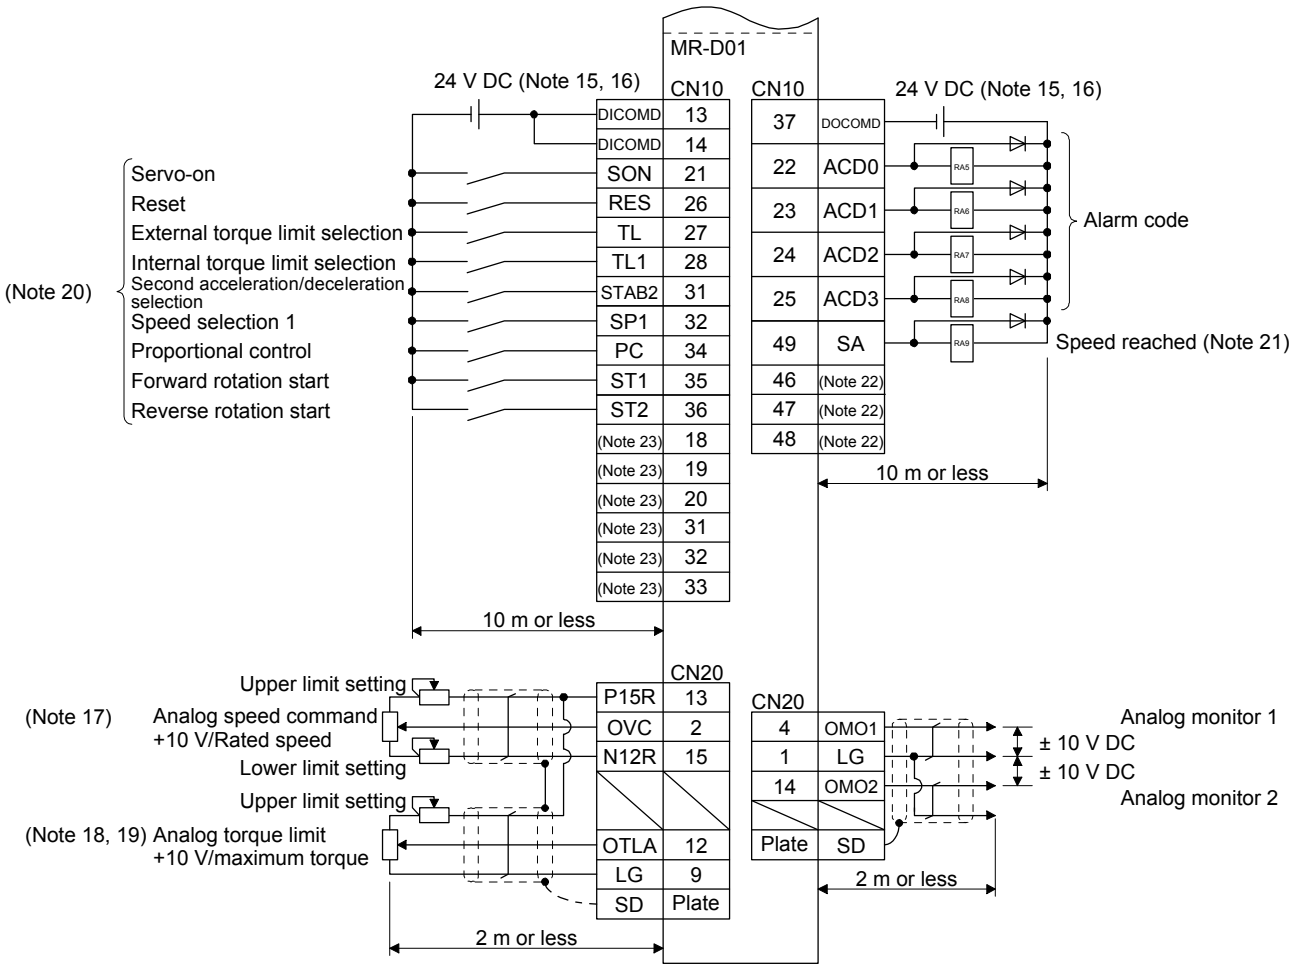 MR-D01
24 V DC (Note 15, 16)
CN10
DICOMD 13
DICOMD 14
Servo-on SON 21
Reset RES 26
External torque limit selection TL 27
Internal torque limit selection TL1 28
Second acceleration/deceleration
selection STAB2 31
Speed selection 1 SP1 32
Proportional control PC 34
Forward rotation start ST1 35
Reverse rotation start ST2 36
(Note 20)
(Note 23) 18
(Note 23) 19
(Note 23) 20
(Note 23) 31
(Note 23) 32
(Note 23) 33
10 m or less
CN10
24 V DC (Note 15, 16)
37 DOCOMD
22 ACD0 RA5
23 ACD1 RA6
24 ACD2 RA7
25 ACD3 RA8
Alarm code
49 SA RA9 Speed reached (Note 21)
46 (Note 22)
47 (Note 22)
48 (Note 22)
10 m or less
CN20
Upper limit setting P15R 13
(Note 17) Analog speed command OVC 2
+10 V/Rated speed
N12R 15
Lower limit setting
Upper limit setting
(Note 18, 19) Analog torque limit OTLA 12
+10 V/maximum torque
LG 9
SD Plate
2 m or less
CN20
4 OMO1 Analog monitor 1
± 10 V DC
1 LG
± 10 V DC
14 OMO2 Analog monitor 2
Plate SD
2 m or less